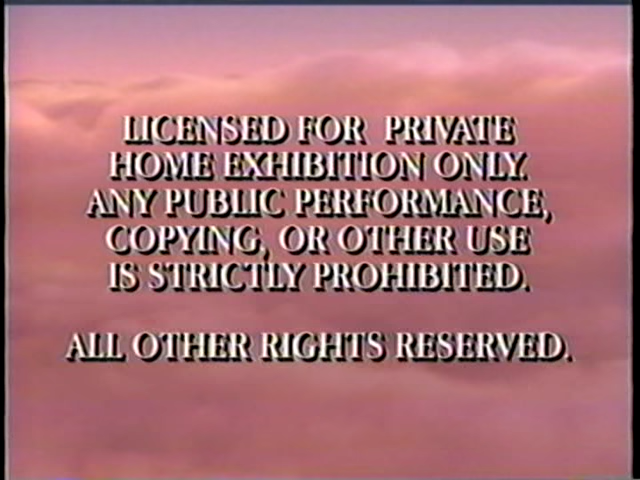 LICENSED FOR PRIVATE
HOME EXHIBITION ONLY.
ANY PUBLIC PERFORMANCE,
COPYING, OR OTHER USE
IS STRICTLY PROHIBITED.
ALL OTHER RIGHTS RESERVED.